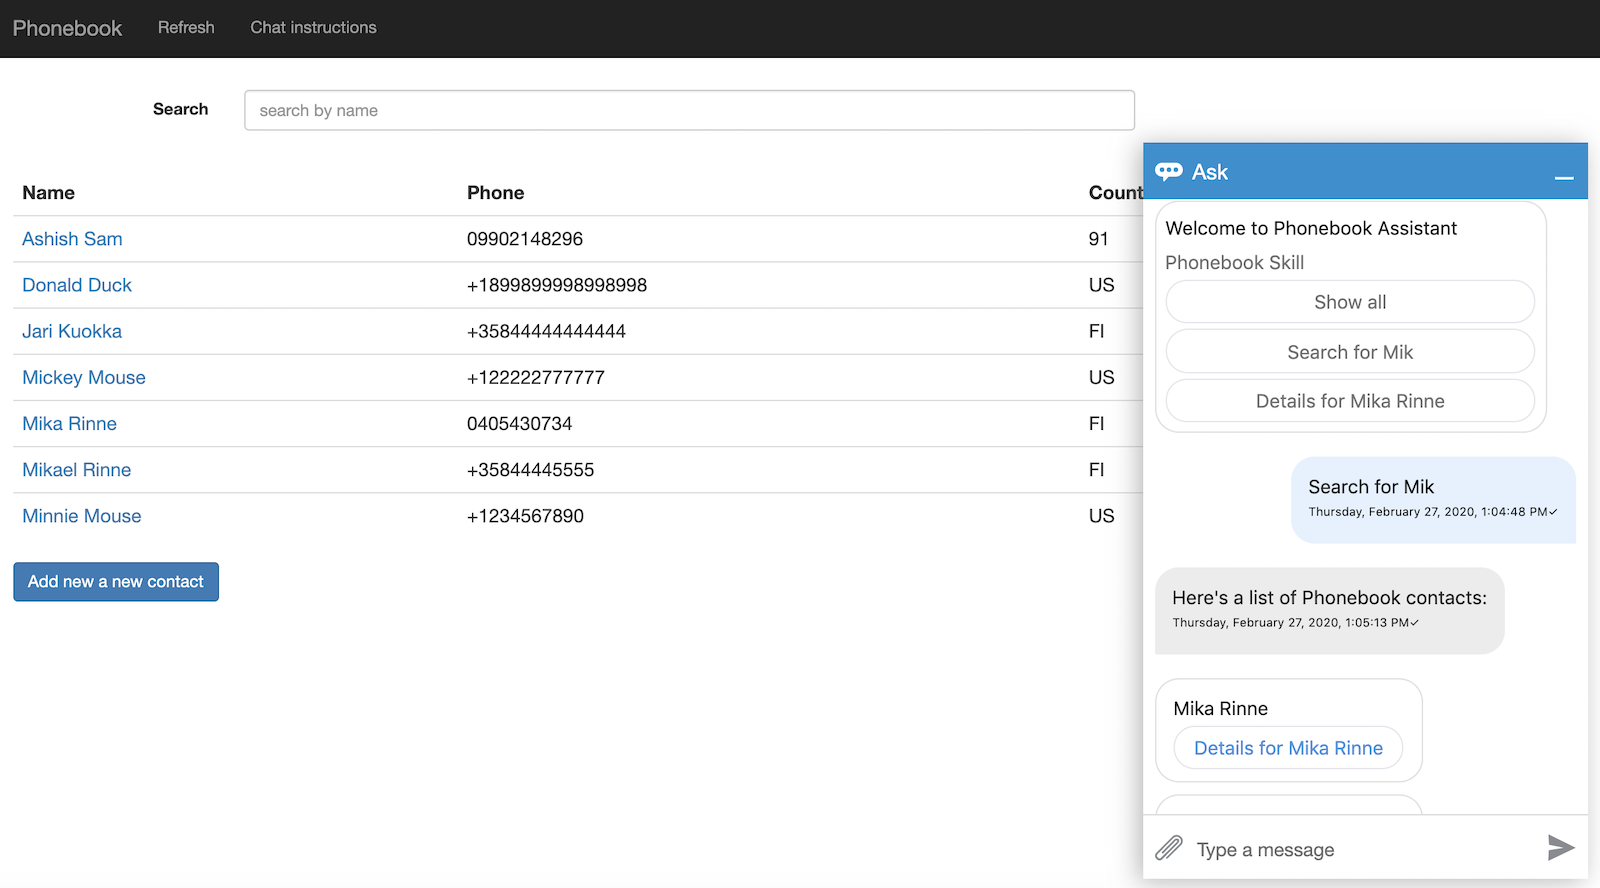 Phonebook Refresh Chat instructions
Search search by name
Name Phone Count
Ashish Sam 09902148296 91
Donald Duck +1899899998998998 US
Jari Kuokka +35844444444444 FI
Mickey Mouse +122222777777 US
Mika Rinne 0405430734 FI
Mikael Rinne +35844445555 FI
Minnie Mouse +1234567890 US
Add new a new contact
Ask
Welcome to Phonebook Assistant
Phonebook Skill
Show all
Search for Mik
Details for Mika Rinne
Search for Mik
Thursday, February 27, 2020, 1:04:48 PM✓
Here's a list of Phonebook contacts:
Thursday, February 27, 2020, 1:05:13 PM✓
Mika Rinne
Details for Mika Rinne
Type a message